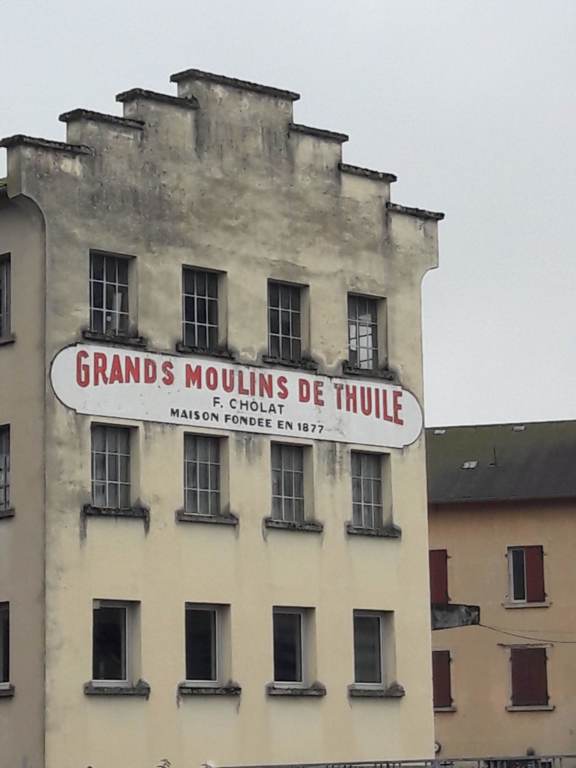 GRANDS MOULINS DE THUILE
F. CHOLAT
MAISON FONDEE EN 1877